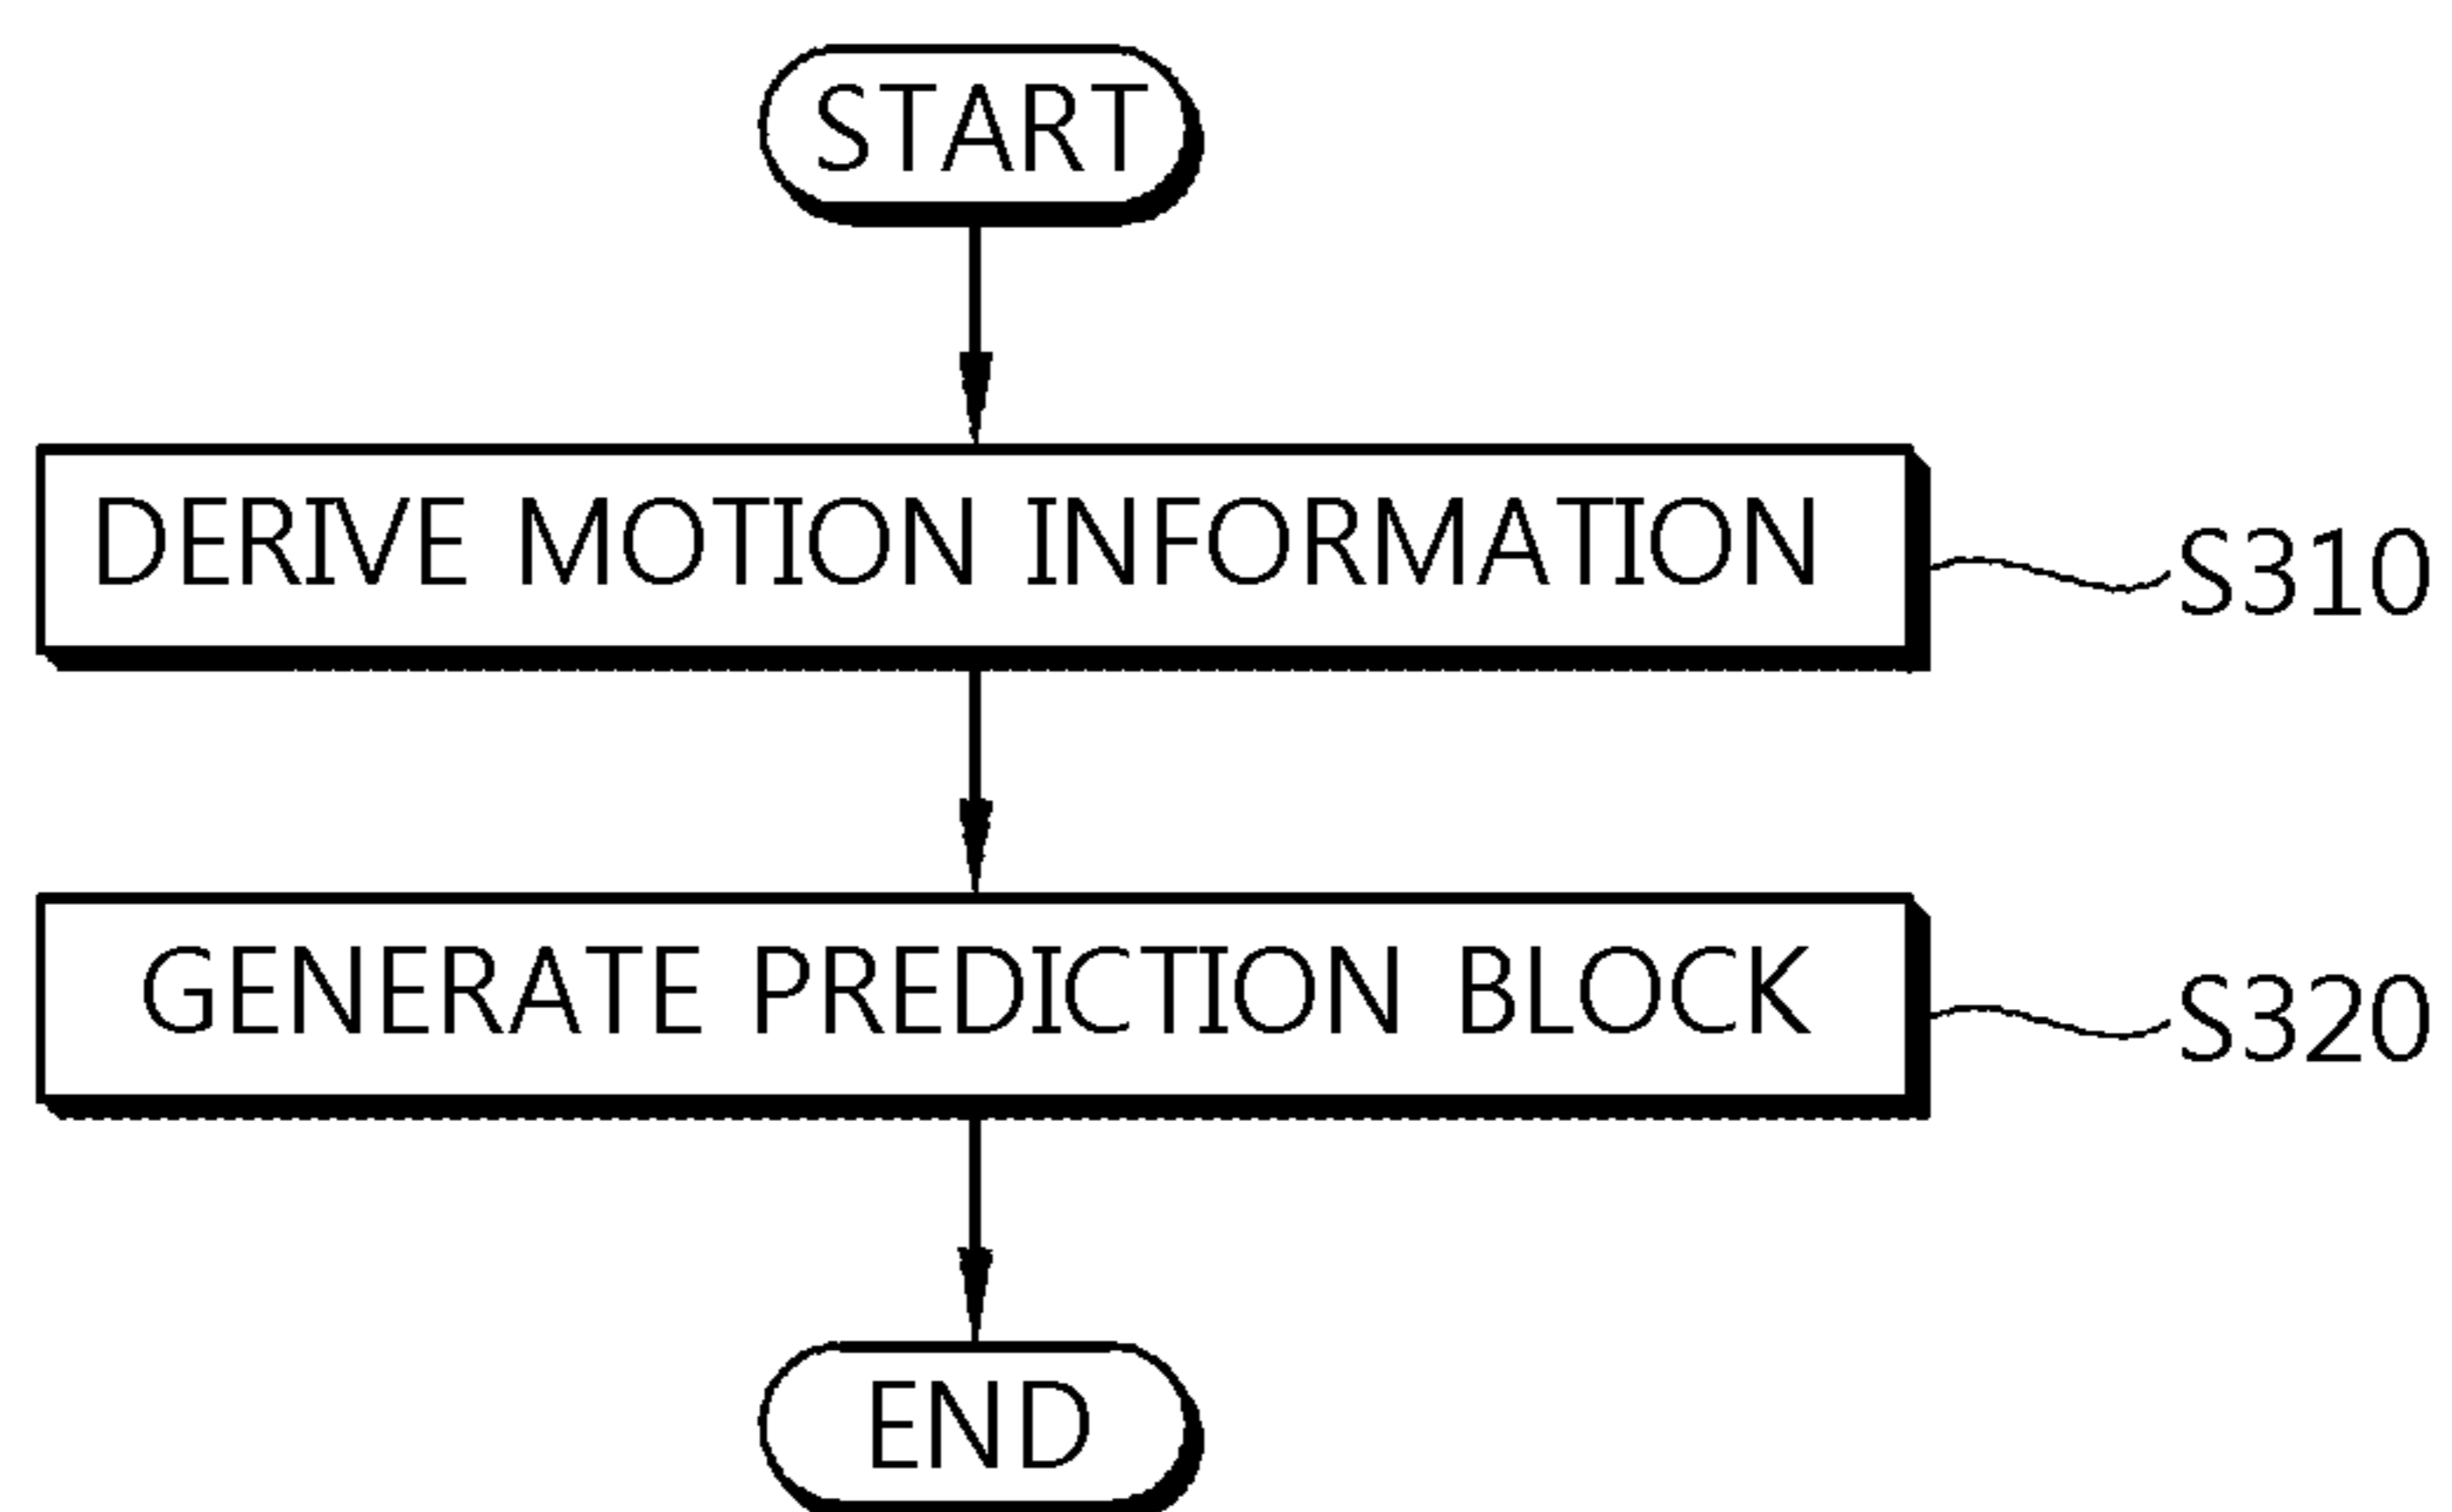 START
DERIVE MOTION INFORMATION
S310
GENERATE PREDICTION BLOCK
S320
END